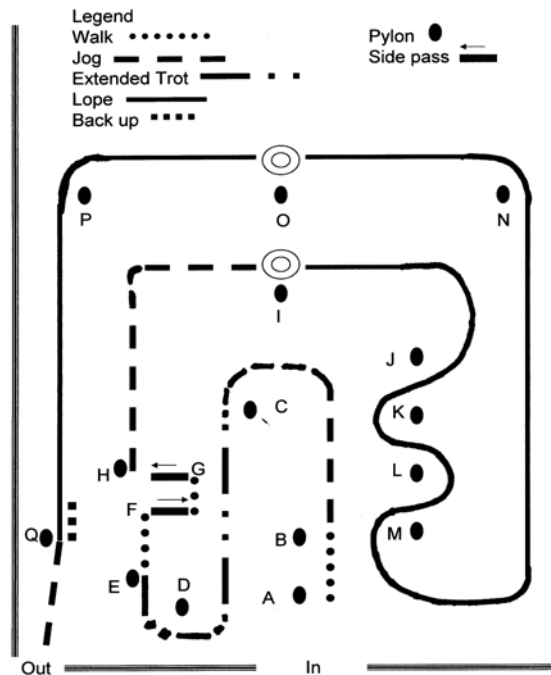 Legend
Walk
Jog
Extended Trot
Lope
Back up
Pylon
Side pass
P
O
N
I
J
C
K
H
G
L
F
Q
B
M
E
D
A
Out
In